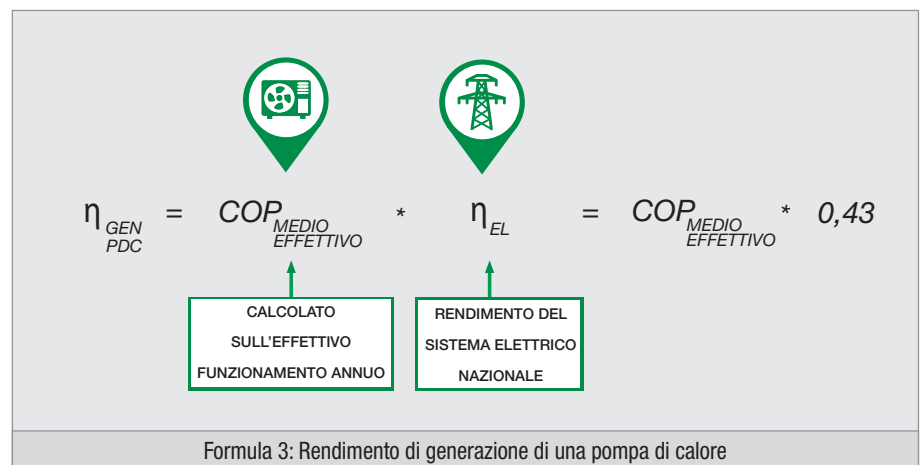 η GEN PDC = COP MEDIO EFFETTIVO * η EL = COP MEDIO EFFETTIVO * 0,43
CALCOLATO
SULL'EFFETTIVO
FUNZIONAMENTO ANNUO
RENDIMENTO DEL
SISTEMA ELETTRICO
NAZIONALE
Formula 3: Rendimento di generazione di una pompa di calore